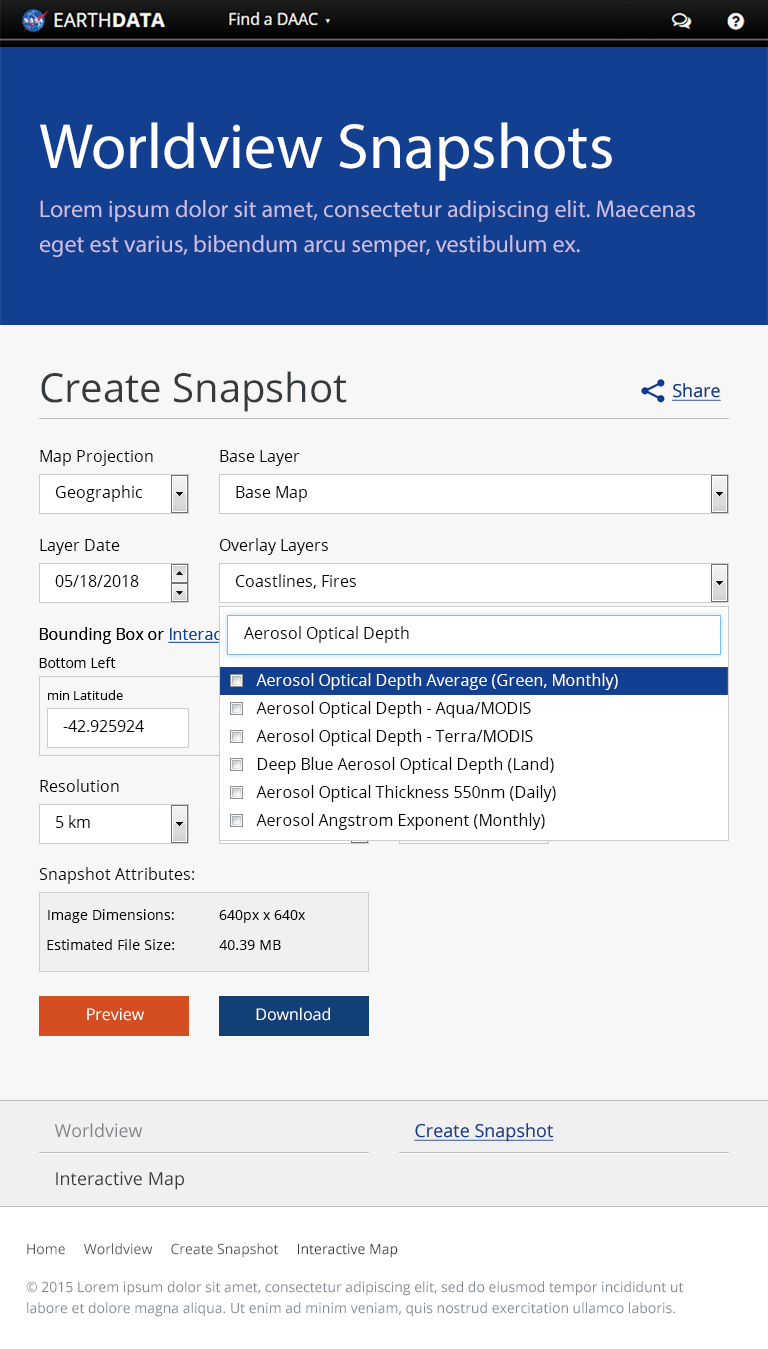 NASA EARTHDATA
Find a DAAC
Worldview Snapshots
Lorem ipsum dolor sit amet, consectetur adipiscing elit. Maecenas
eget est varius, bibendum arcu semper, vestibulum ex.
Create Snapshot
Share
Map Projection
Base Layer
Geographic
Base Map
Layer Date
Overlay Layers
05/18/2018
Coastlines, Fires
Bounding Box or Interac
Aerosol Optical Depth
Bottom Left
min Latitude
-42.925924
Aerosol Optical Depth Average (Green, Monthly)
Aerosol Optical Depth - Aqua/MODIS
Aerosol Optical Depth - Terra/MODIS
Deep Blue Aerosol Optical Depth (Land)
Aerosol Optical Thickness 550nm (Daily)
Aerosol Angstrom Exponent (Monthly)
Resolution
5 km
Snapshot Attributes:
Image Dimensions: 640px x 640x
Estimated File Size: 40.39 MB
Preview
Download
Worldview
Create Snapshot
Interactive Map
Home Worldview Create Snapshot Interactive Map
© 2015 Lorem ipsum dolor sit amet, consectetur adipiscing elit, sed do eiusmod tempor incididunt ut
labore et dolore magna aliqua. Ut enim ad minim veniam, quis nostrud exercitation ullamco laboris.